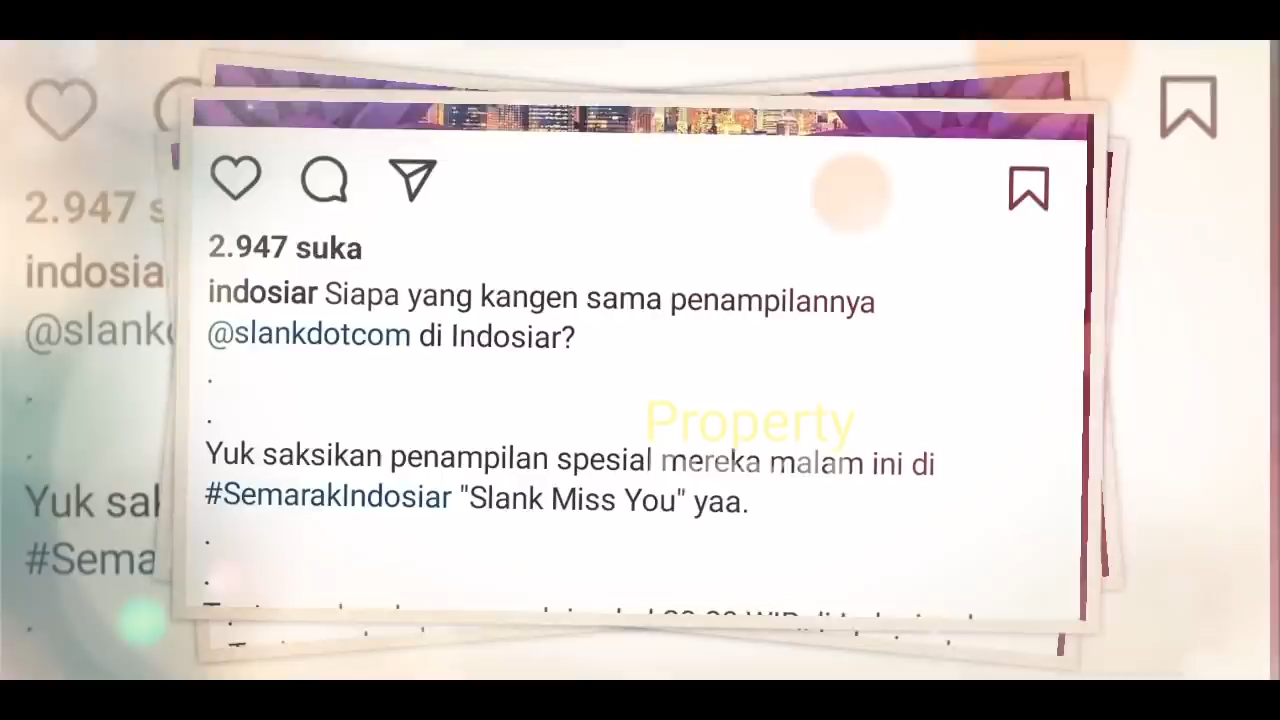 2.947 suka
indosiar Siapa yang kangen sama penampilannya
@slankdotcom di Indosiar?
.
.
Property
Yuk saksikan penampilan spesial mereka malam ini di
#SemarakIndosiar "Slank Miss You" yaa.
.
.
2.947 s
indosia
@slank
.
.
Yuk sa
#Sema
.